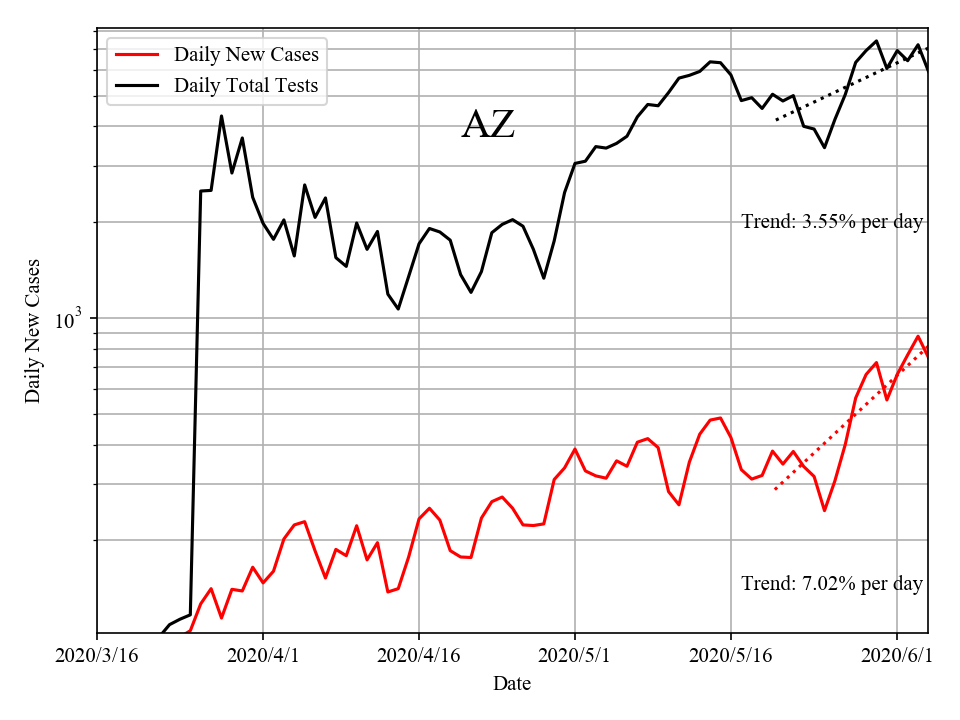 Daily New Cases
Daily Total Tests
AZ
Trend: 3.55% per day
Trend: 7.02% per day
Daily New Cases
10^3
2020/3/16 2020/4/1 2020/4/16 2020/5/1 2020/5/16 2020/6/1
Date